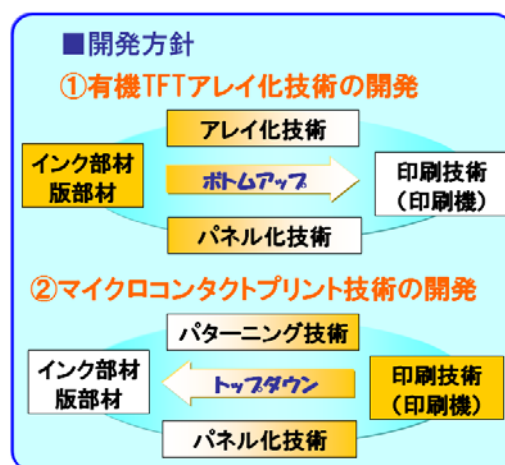 ■開発方針
①有機TFTアレイ化技術の開発
アレイ化技術
インク部材
版部材
ボトムアップ
印刷技術
（印刷機）
パネル化技術
②マイクロコンタクトプリント技術の開発
パターニング技術
インク部材
版部材
トップダウン
印刷技術
（印刷機）
パネル化技術